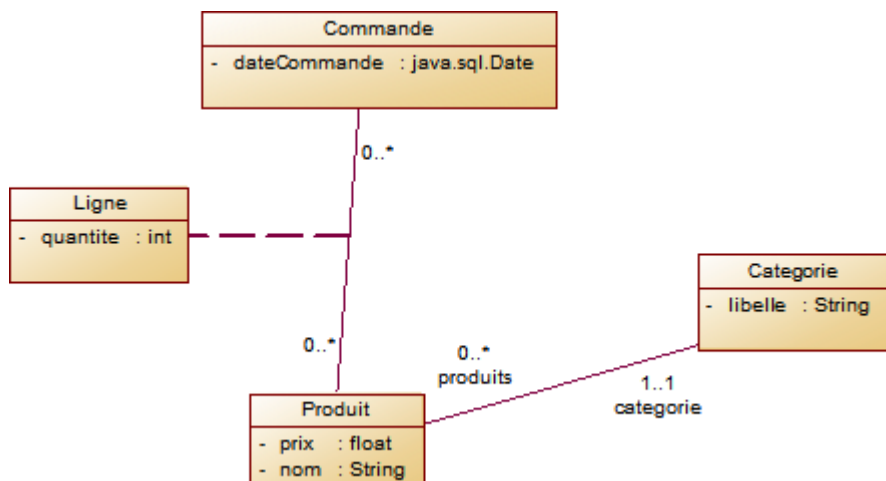 Commande
- dateCommande : java.sql.Date
0..*
Ligne
- quantite : int
Categorie
- libelle : String
0..*
0..*
produits
1..1
categorie
Produit
- prix : float
- nom : String